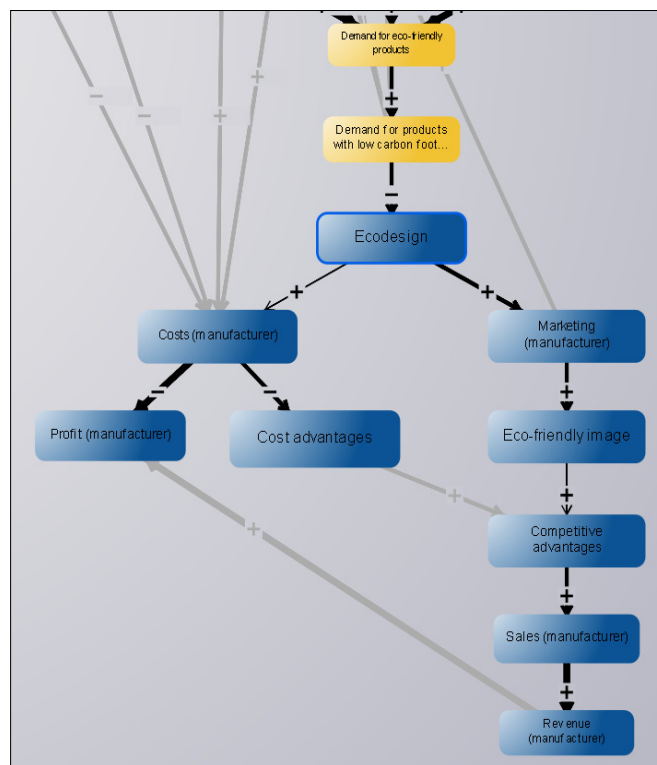 Demand for eco-friendly
products
+
−
+
−
+
+
Demand for products
with low carbon foot...
−
Ecodesign
+
+
Costs (manufacturer)
Marketing
(manufacturer)
−
−
+
Profit (manufacturer)
Cost advantages
Eco-friendly image
+
+
+
Competitive
advantages
+
Sales (manufacturer)
+
Revenue
(manufacturer)